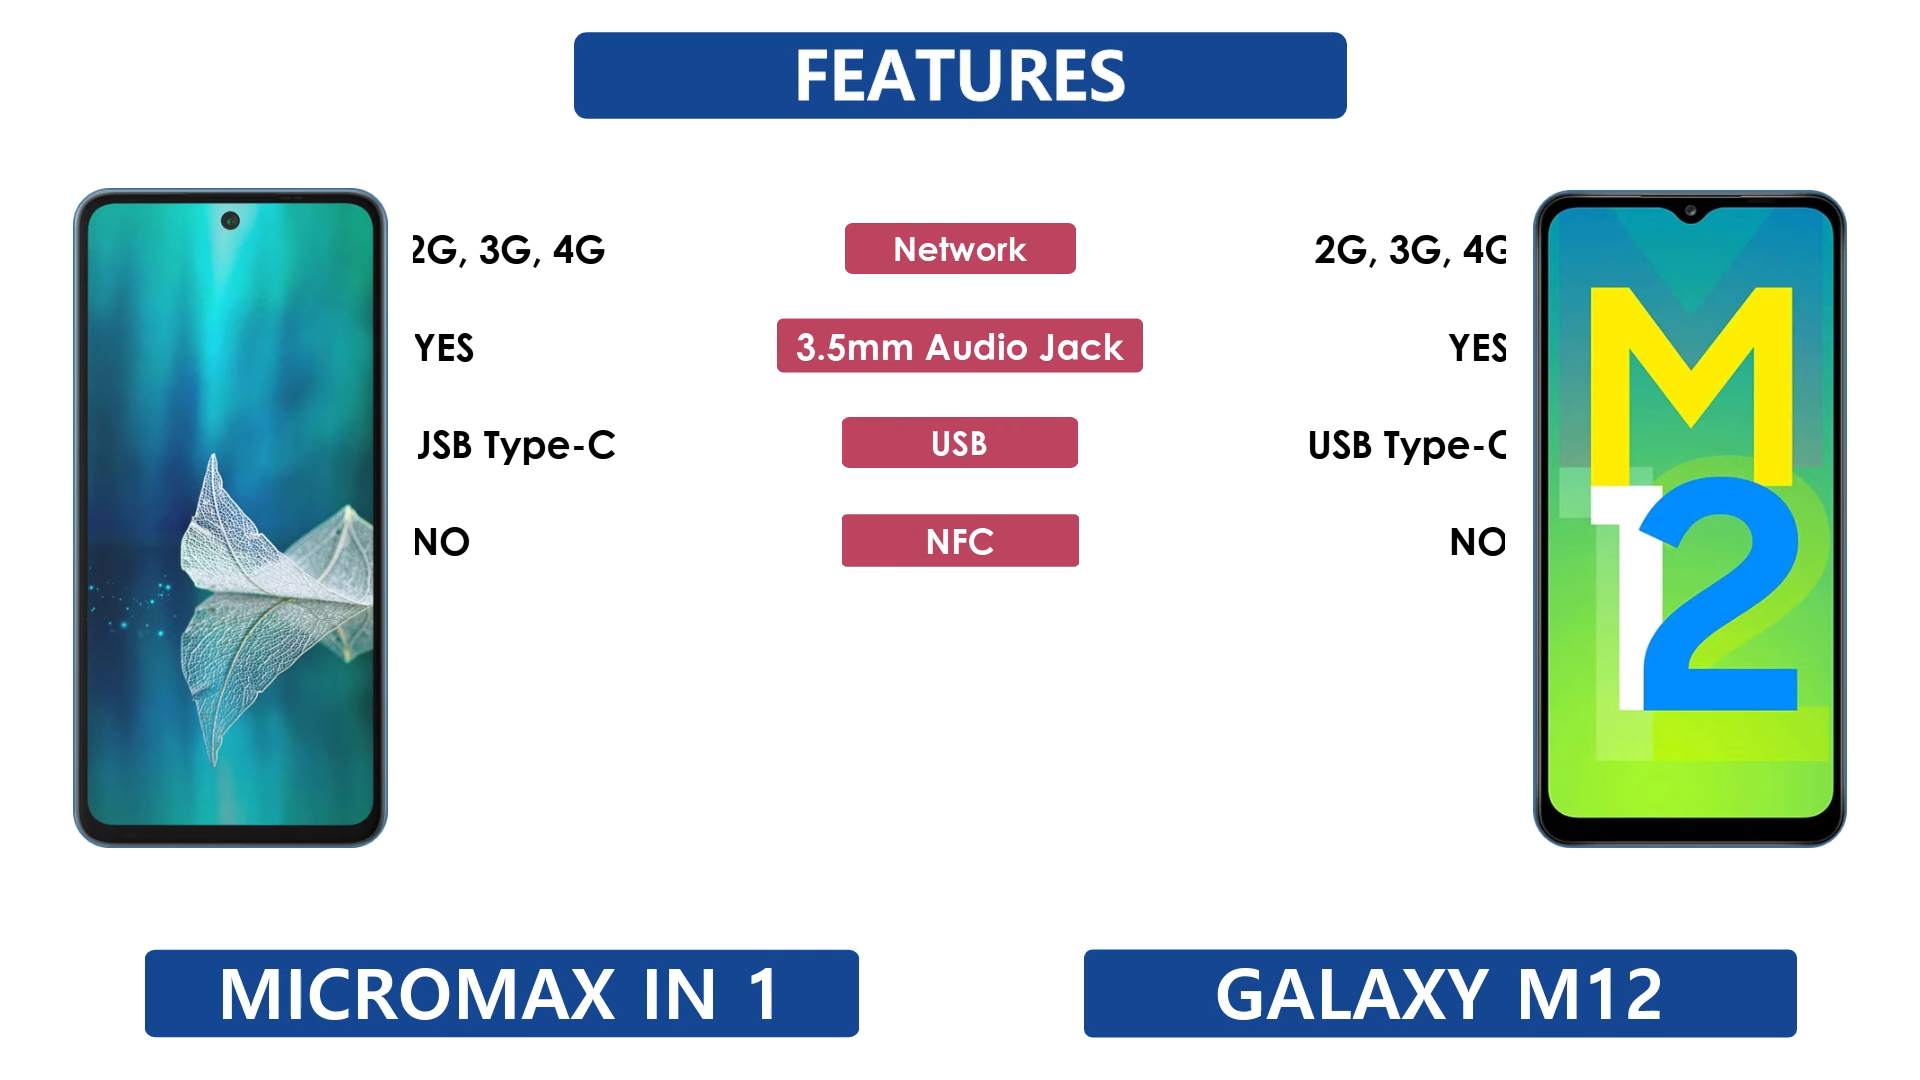 FEATURES
2G, 3G, 4G Network 2G, 3G, 4G
YES 3.5mm Audio Jack YES
USB Type-C USB USB Type-C
NO NFC NO
M
12
MICROMAX IN 1 GALAXY M12